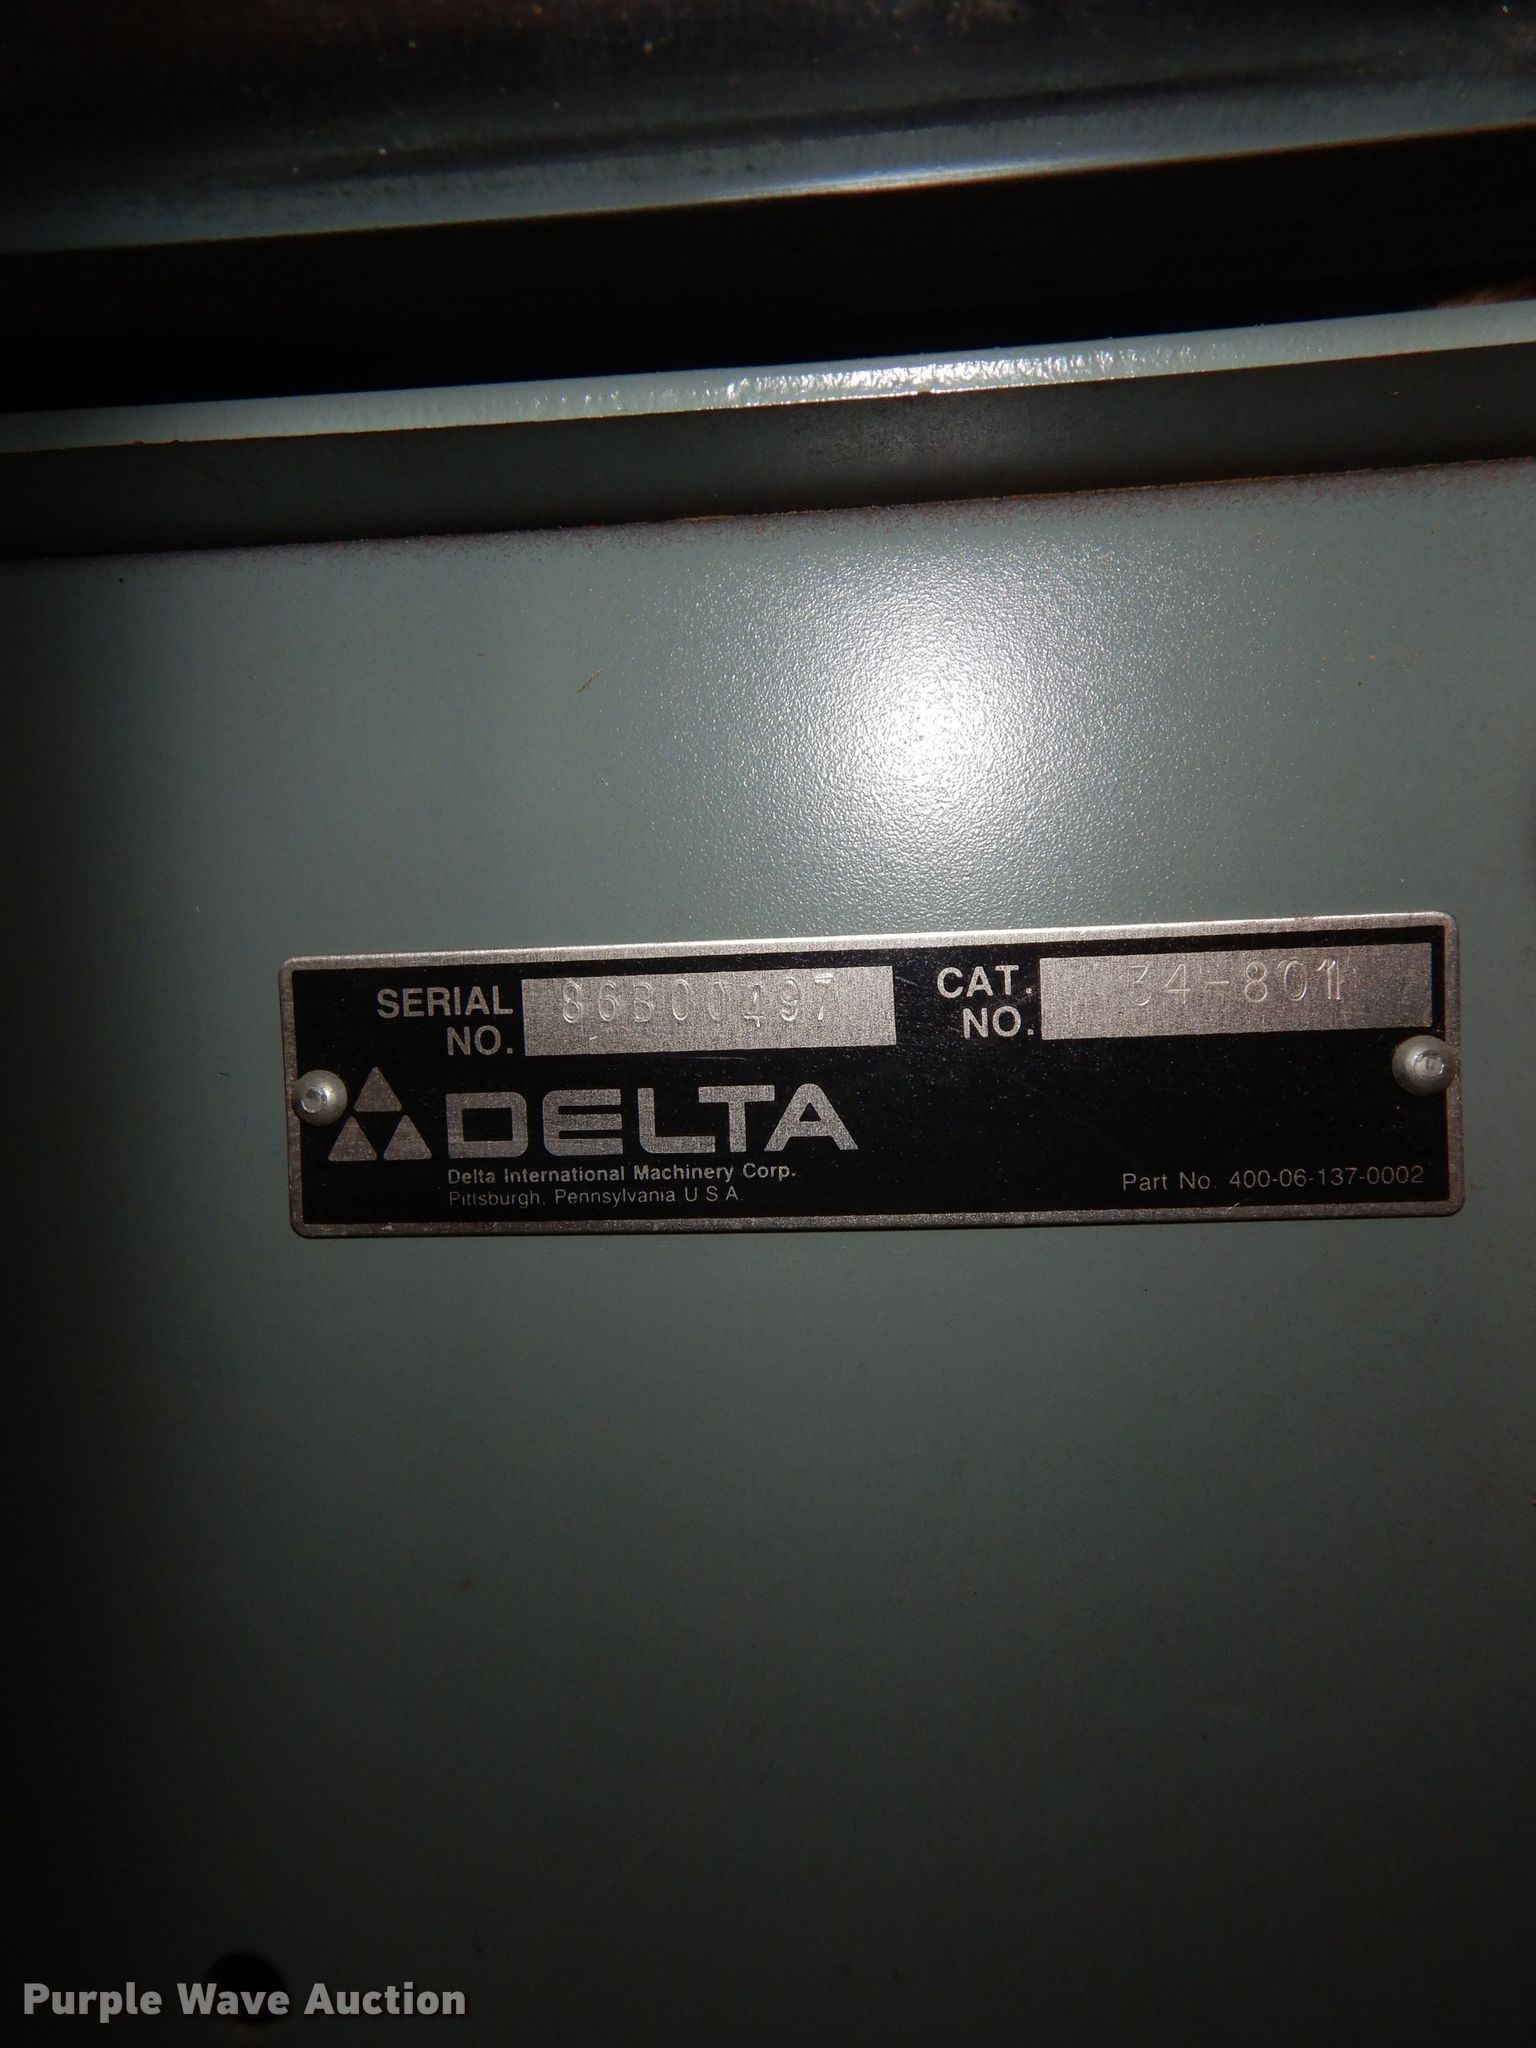 SERIAL NO. 86B00497
CAT. NO. 34-801
DELTA
Delta International Machinery Corp.
Pittsburgh, Pennsylvania U.S.A.
Part No. 400-06-137-0002
Purple Wave Auction